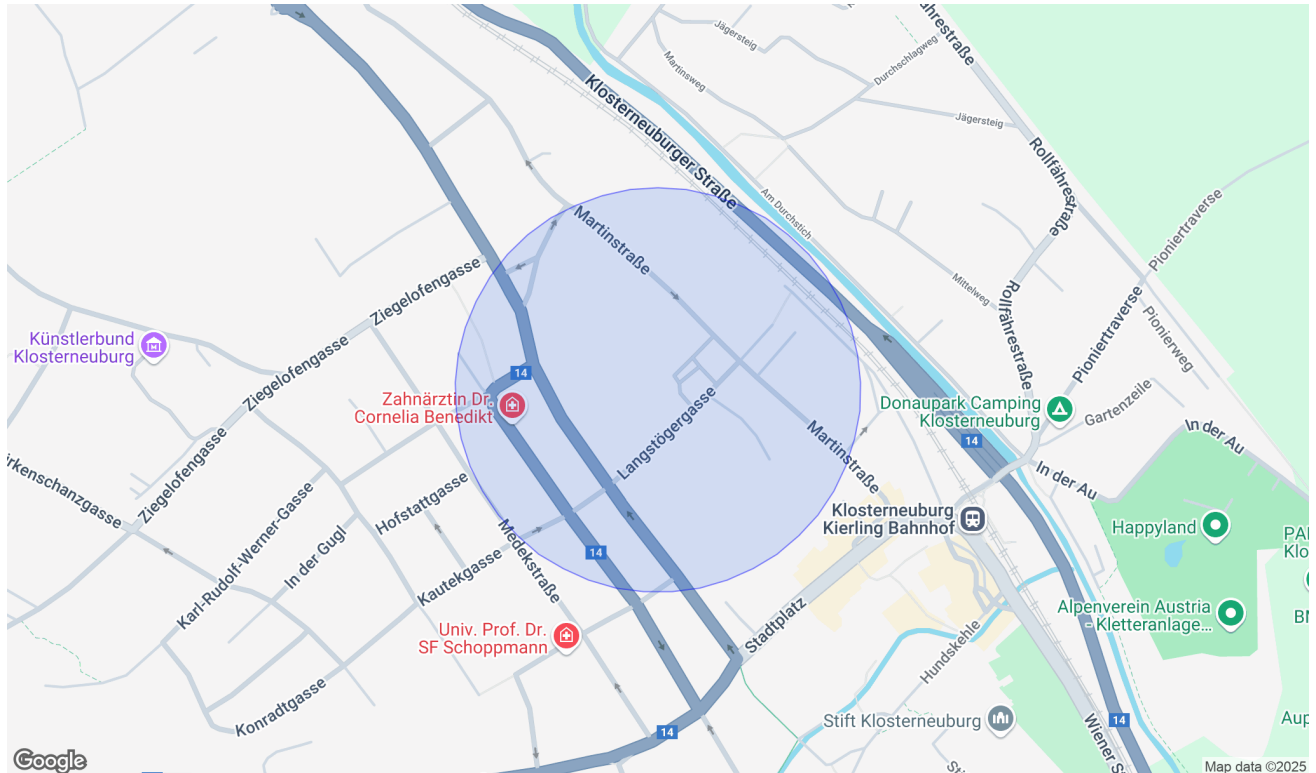 Jägersteig
Martinsweg
Durchschlagweg
Rollfährestraße
Jägersteig
Klosterneuburger Straße
Rollfährestraße
Am Durchstich
Pioniertraverse
Martinstraße
Mittelweg
Rollfährestraße
Pioniertraverse
Pionierweg
Ziegelofengasse
Künstlerbund
Klosterneuburg
Ziegelofengasse
14
Zahnärztin Dr.
Cornelia Benedikt
Donaupark Camping
Klosterneuburg
Gartenzeile
In der Au
14
Langstögergasse
Martinstraße
In der Au
Ziegelofengasse
Karl-Rudolf-Werner-Gasse
Hofstattgasse
In der Gugl
Medekstraße
Klosterneuburg
Kierling Bahnhof
Happyland
Kautekgasse
14
Alpenverein Austria
- Kletteranlage...
Univ. Prof. Dr.
SF Schoppmann
Stadtplatz
Hundskehle
Konradtgasse
Stift Klosterneuburg
14
14
Wiener S
Google
Map data ©2025